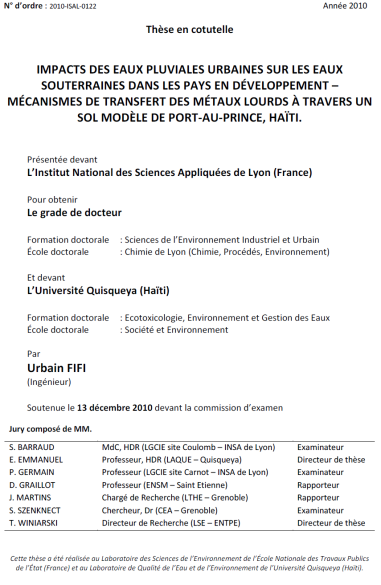 N° d'ordre : 2010-ISAL-0122 Année 2010
Thèse en cotutelle
IMPACTS DES EAUX PLUVIALES URBAINES SUR LES EAUX
SOUTERRAINES DANS LES PAYS EN DÉVELOPPEMENT –
MÉCANISMES DE TRANSFERT DES MÉTAUX LOURDS À TRAVERS UN
SOL MODÈLE DE PORT-AU-PRINCE, HAÏTI.
Présentée devant
L'Institut National des Sciences Appliquées de Lyon (France)
Pour obtenir
Le grade de docteur
Formation doctorale : Sciences de l'Environnement Industriel et Urbain
École doctorale : Chimie de Lyon (Chimie, Procédés, Environnement)
Et devant
L'Université Quisqueya (Haïti)
Formation doctorale : Ecotoxicologie, Environnement et Gestion des Eaux
École doctorale : Société et Environnement
Par
Urbain FIFI
(Ingénieur)
Soutenue le 13 décembre 2010 devant la commission d'examen
Jury composé de MM.
S. BARRAUD MdC, HDR (LGCIE site Coulomb – INSA de Lyon) Examinateur
E. EMMANUEL Professeur, HDR (LAQUE – Quisqueya) Directeur de thèse
P. GERMAIN Professeur (LGCIE site Carnot – INSA de Lyon) Examinateur
D. GRAILLOT Professeur (ENSM – Saint Etienne) Rapporteur
J. MARTINS Chargé de Recherche (LTHE – Grenoble) Rapporteur
S. SZENKNECT Chercheur, Dr (CEA – Grenoble) Examinateur
T. WINIARSKI Directeur de Recherche (LSE – ENTPE) Directeur de thèse
Cette thèse a été réalisée au Laboratoire des Sciences de l'Environnement de l'École Nationale des Travaux Publics
de l'État (France) et au Laboratoire de Qualité de l'Eau et de l'Environnement de l'Université Quisqueya (Haïti).